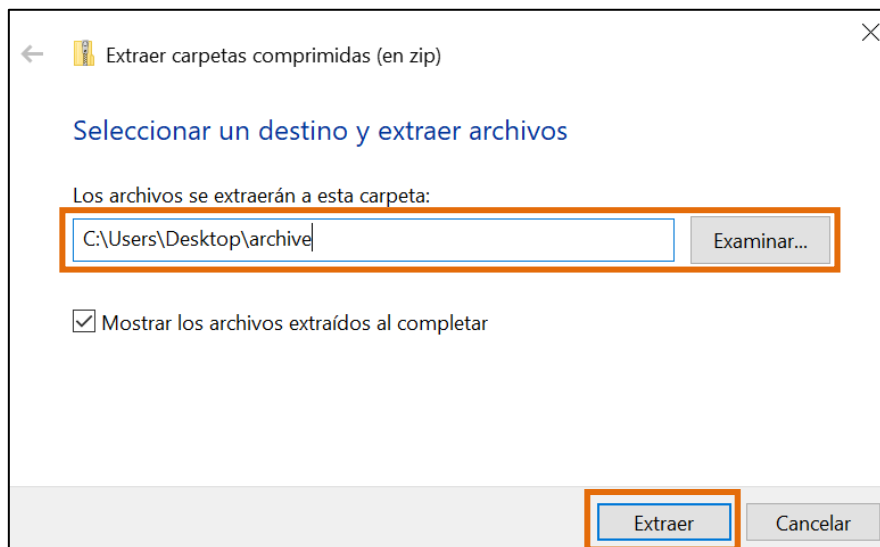 Extraer carpetas comprimidas (en zip)
Seleccionar un destino y extraer archivos
Los archivos se extraerán a esta carpeta:
C:\Users\Desktop\archive
Examinar...
Mostrar los archivos extraídos al completar
Extraer
Cancelar